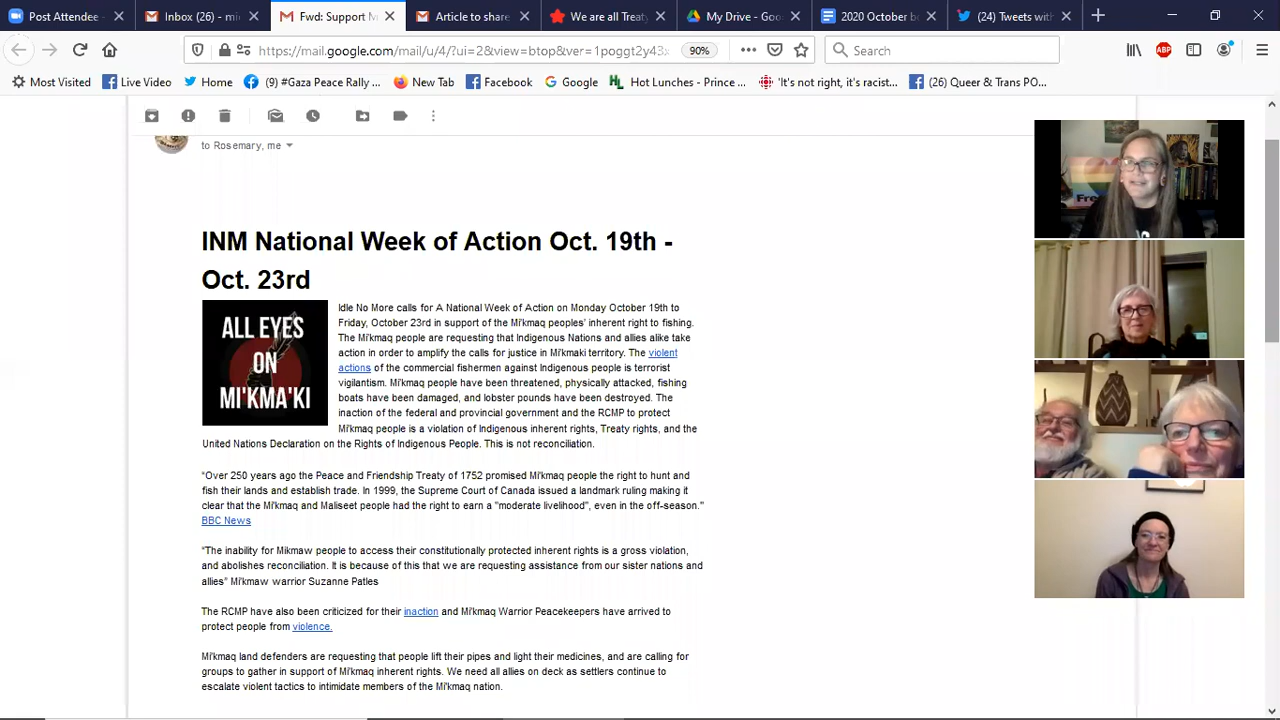 Post Attendee -
Inbox (26) - mi
Fwd: Support M
Article to share
We are all Treaty
My Drive - Goo
2020 October bo
(24) Tweets with
https://mail.google.com/mail/u/4/?ui=2&view=btop&ver=1poggt2y43x
90%
Search
ABP
Most Visited
Live Video
Home
(9) #Gaza Peace Rally ...
New Tab
Facebook
Google
Hot Lunches - Prince ...
'It's not right, it's racist...
(26) Queer & Trans PO...
to Rosemary, me
INM National Week of Action Oct. 19th -
Oct. 23rd
ALL EYES
ON
MI'KMA'KI
Idle No More calls for A National Week of Action on Monday October 19th to
Friday, October 23rd in support of the Mi'kmaq peoples' inherent right to fishing.
The Mi'kmaq people are requesting that Indigenous Nations and allies alike take
action in order to amplify the calls for justice in Mi'kmaki territory. The violent
actions of the commercial fishermen against Indigenous people is terrorist
vigilantism. Mi'kmaq people have been threatened, physically attacked, fishing
boats have been damaged, and lobster pounds have been destroyed. The
inaction of the federal and provincial government and the RCMP to protect
Mi'kmaq people is a violation of Indigenous inherent rights, Treaty rights, and the
United Nations Declaration on the Rights of Indigenous People. This is not reconciliation.
“Over 250 years ago the Peace and Friendship Treaty of 1752 promised Mi'kmaq people the right to hunt and
fish their lands and establish trade. In 1999, the Supreme Court of Canada issued a landmark ruling making it
clear that the Mi'kmaq and Maliseet people had the right to earn a "moderate livelihood", even in the off-season."
BBC News
“The inability for Mikmaw people to access their constitutionally protected inherent rights is a gross violation,
and abolishes reconciliation. It is because of this that we are requesting assistance from our sister nations and
allies” Mi'kmaw warrior Suzanne Patles
The RCMP have also been criticized for their inaction and Mi'kmaq Warrior Peacekeepers have arrived to
protect people from violence.
Mi'kmaq land defenders are requesting that people lift their pipes and light their medicines, and are calling for
groups to gather in support of Mi'kmaq inherent rights. We need all allies on deck as settlers continue to
escalate violent tactics to intimidate members of the Mi'kmaq nation.